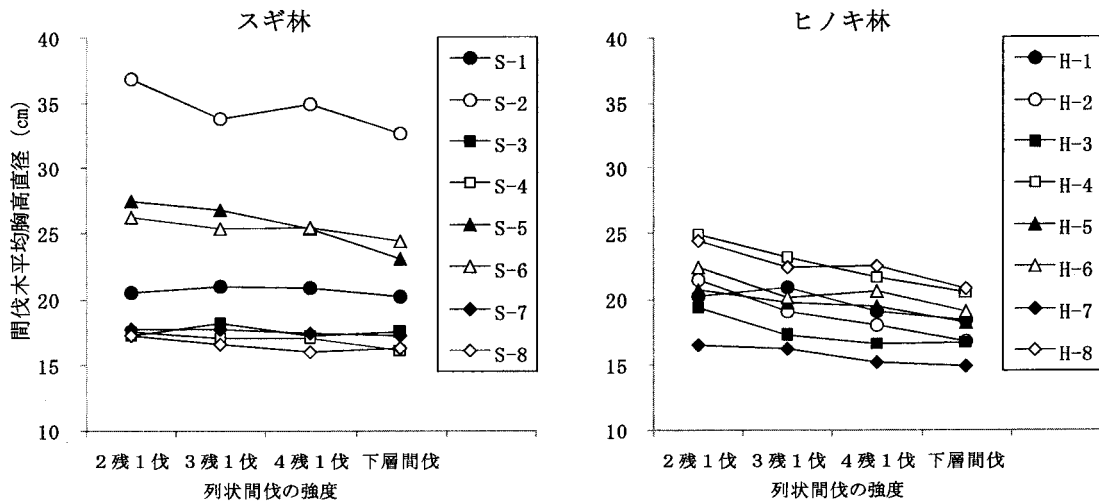 スギ林
間伐木平均胸高直径 (cm)
40
35
30
25
20
15
10
2残1伐 3残1伐 4残1伐 下層間伐
列状間伐の強度
S-1
S-2
S-3
S-4
S-5
S-6
S-7
S-8
ヒノキ林
40
35
30
25
20
15
10
2残1伐 3残1伐 4残1伐 下層間伐
列状間伐の強度
H-1
H-2
H-3
H-4
H-5
H-6
H-7
H-8